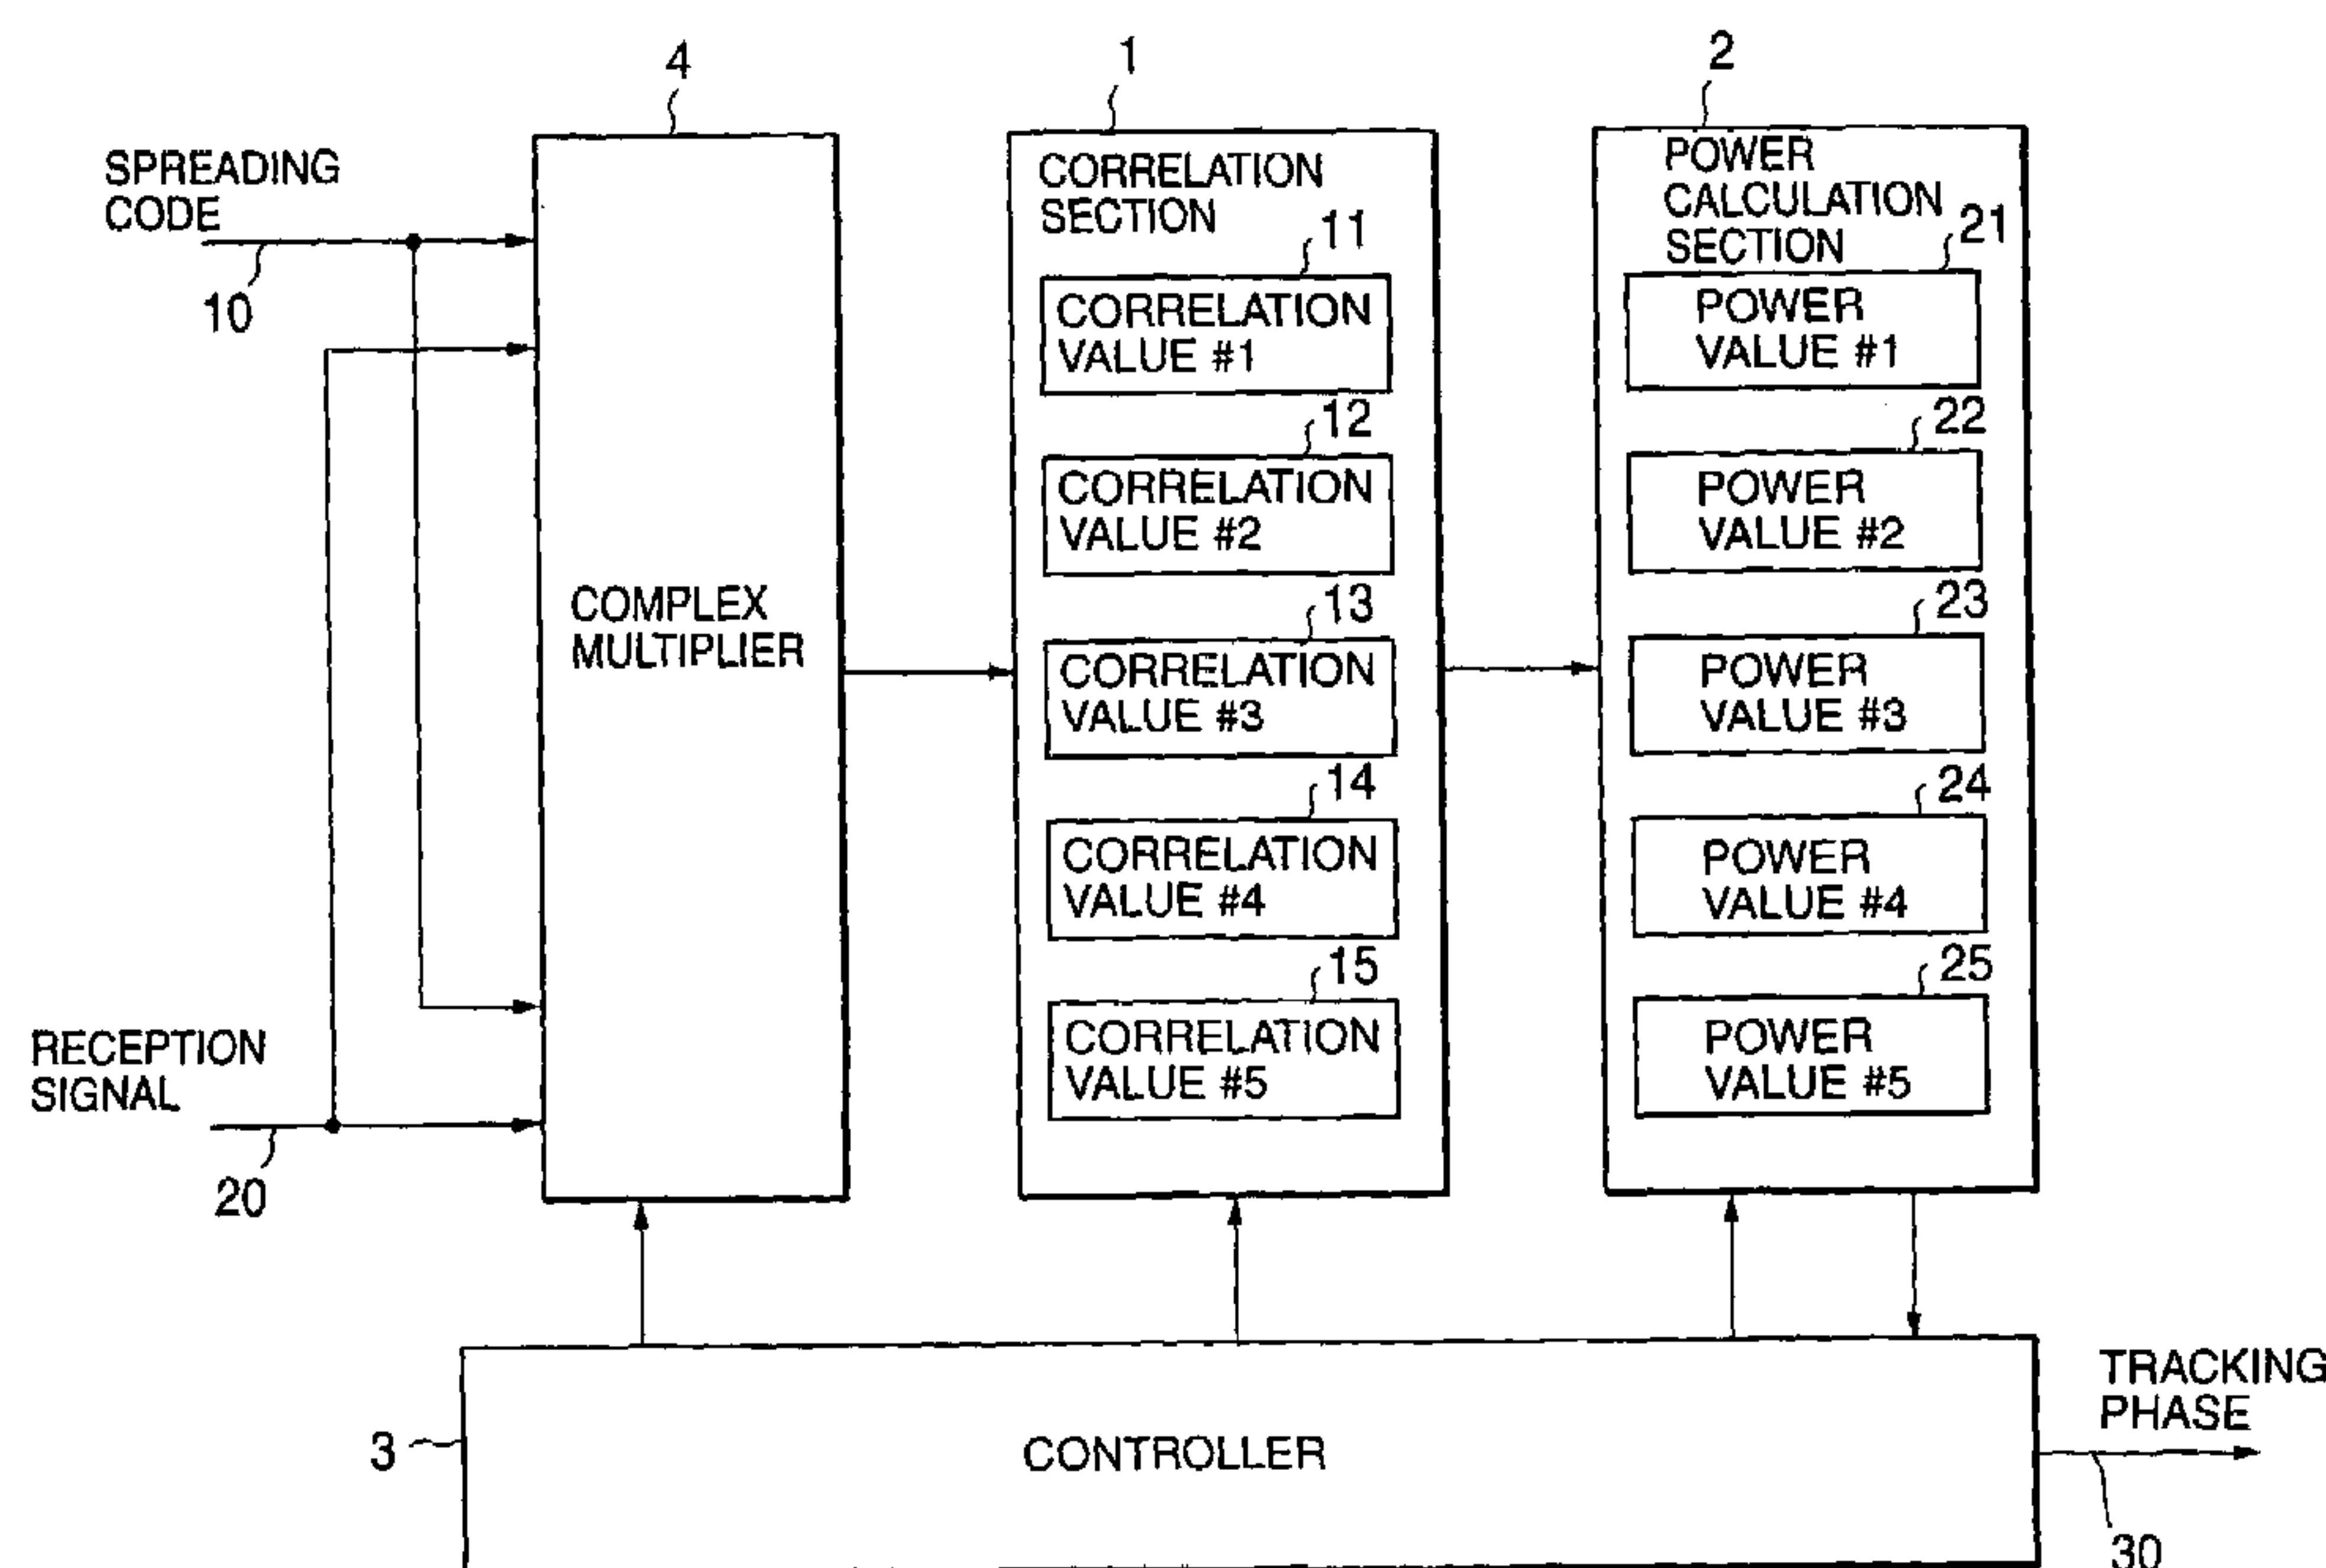 4
1
2
SPREADING
CODE
10
COMPLEX
MULTIPLIER
RECEPTION
SIGNAL
20
CORRELATION
SECTION
11
CORRELATION
VALUE #1
12
CORRELATION
VALUE #2
13
CORRELATION
VALUE #3
14
CORRELATION
VALUE #4
15
CORRELATION
VALUE #5
POWER
CALCULATION
SECTION
21
POWER
VALUE #1
22
POWER
VALUE #2
23
POWER
VALUE #3
24
POWER
VALUE #4
25
POWER
VALUE #5
3
CONTROLLER
TRACKING
PHASE
30